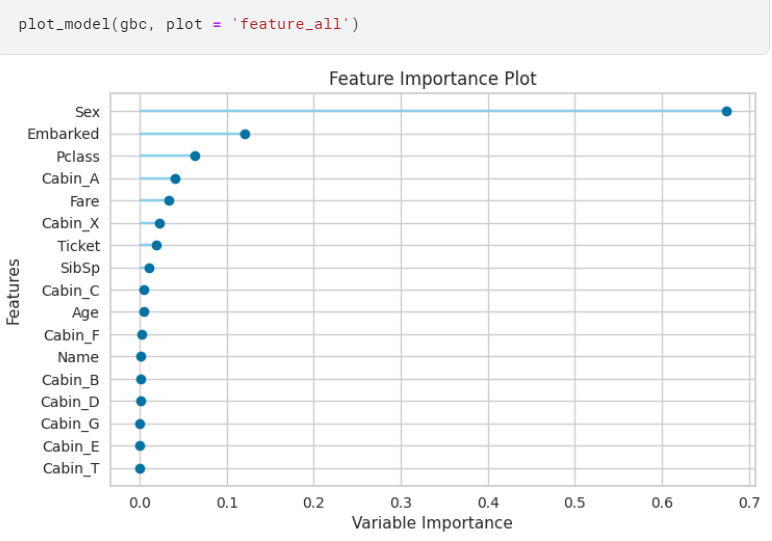 plot_model(gbc, plot = 'feature_all')
Feature Importance Plot
Sex
Embarked
Pclass
Cabin_A
Fare
Cabin_X
Ticket
SibSp
Cabin_C
Age
Cabin_F
Name
Cabin_B
Cabin_D
Cabin_G
Cabin_E
Cabin_T
Features
0.0 0.1 0.2 0.3 0.4 0.5 0.6 0.7
Variable Importance